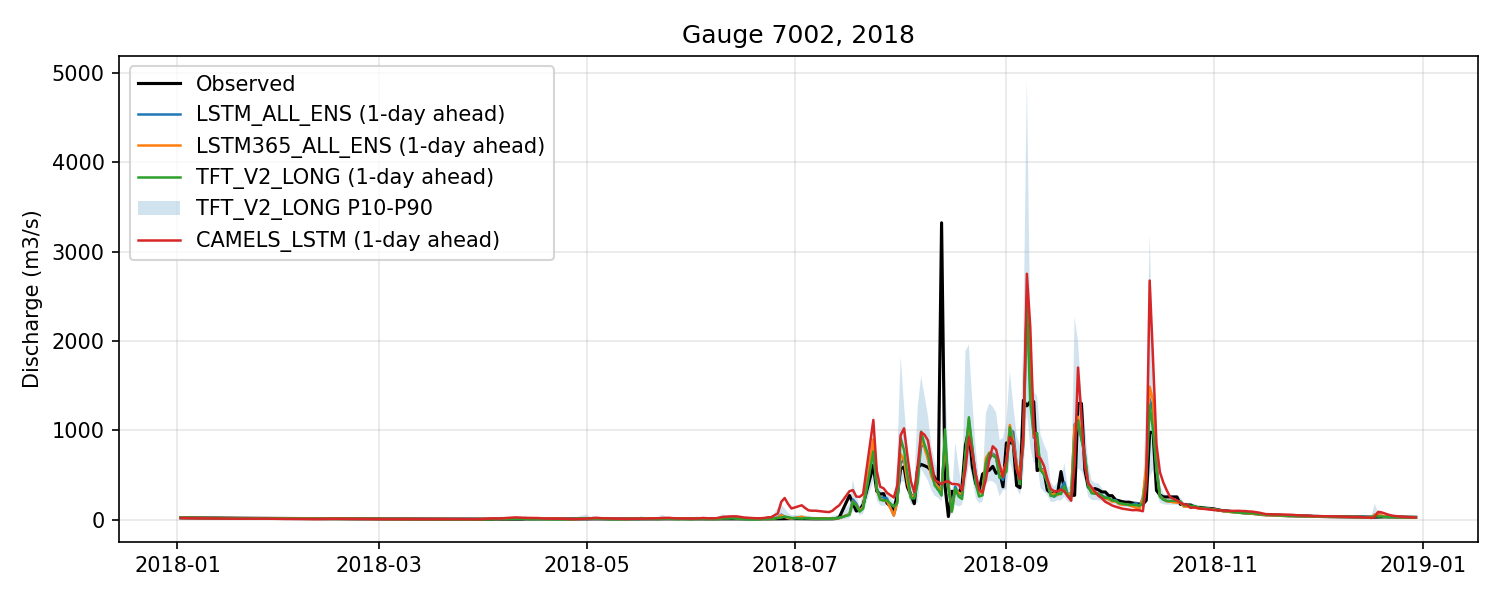 Gauge 7002, 2018
Discharge (m3/s)
5000
4000
3000
2000
1000
0
Observed
LSTM_ALL_ENS (1-day ahead)
LSTM365_ALL_ENS (1-day ahead)
TFT_V2_LONG (1-day ahead)
TFT_V2_LONG P10-P90
CAMELS_LSTM (1-day ahead)
2018-01 2018-03 2018-05 2018-07 2018-09 2018-11 2019-01